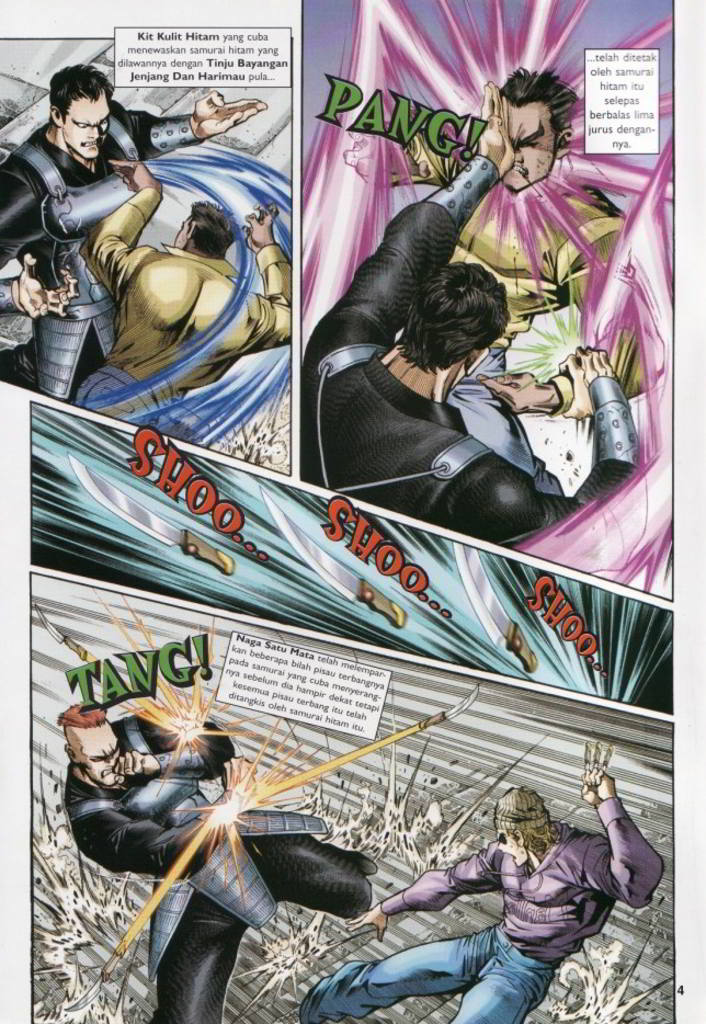 Kit Kulit Hitam yang cuba
menewaskan samurai hitam yang
dilawannya dengan Tinju Bayangan
Jenjang Dan Harimau pula...
PANG!
...telah ditetak
oleh samurai
hitam itu
selepas
berbalas lima
jurus dengan-
nya.
SHOO...
SHOO...
SHOO...
TANG!
Naga Satu Mata telah melempar-
kan beberapa bilah pisau terbangnya
pada samurai yang cuba menyerang-
nya sebelum dia hampir dekat tetapi
kesemua pisau terbang itu telah
ditangkis oleh samurai hitam itu.
4